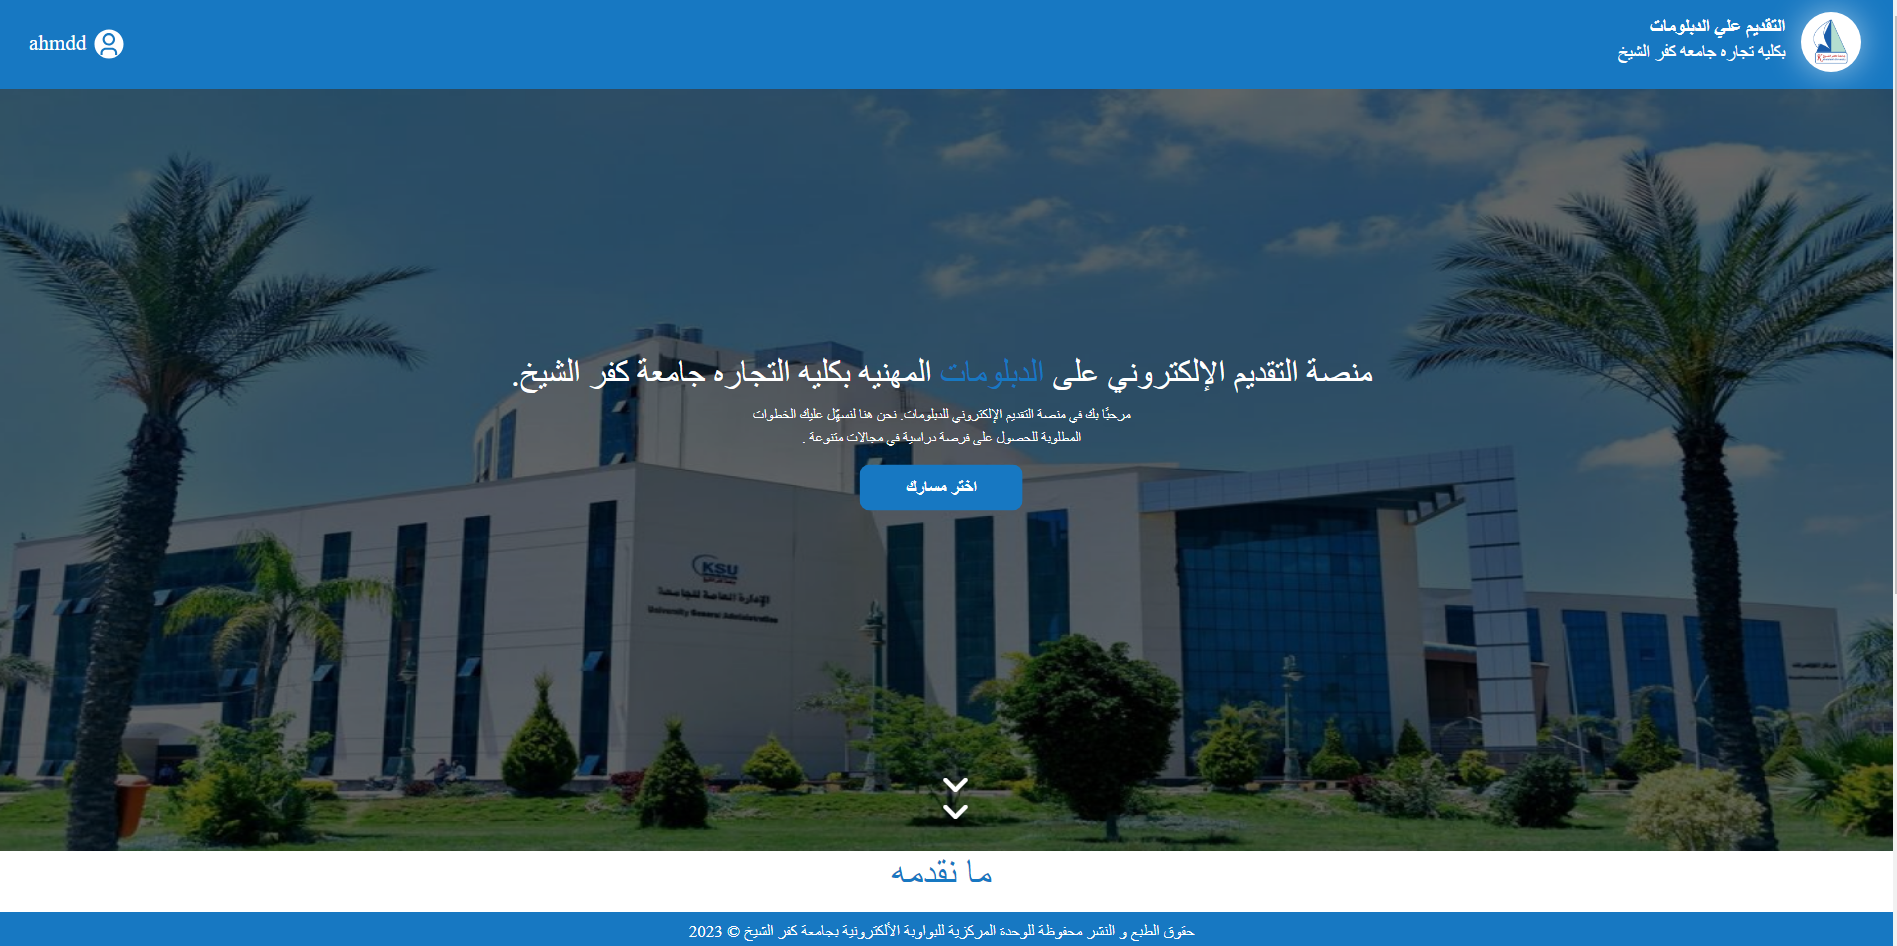 التقديم علي الدبلومات
بكليه تجاره جامعه كفر الشيخ
ahmdd
منصة التقديم الإلكتروني على الدبلومات المهنيه بكليه التجاره جامعة كفر الشيخ.
مرحبًا بك في منصة التقديم الإلكتروني للدبلومات. نحن هنا لنسهّل عليك الخطوات
المطلوبة للحصول على فرصة دراسية في مجالات متنوعة .
اختر مسارك
KSU
الإدارة العامة للجامعة
University General Administration
ما نقدمه
حقوق الطبع و النشر محفوظة للوحدة المركزية للبوابة الألكترونية بجامعة كفر الشيخ © 2023